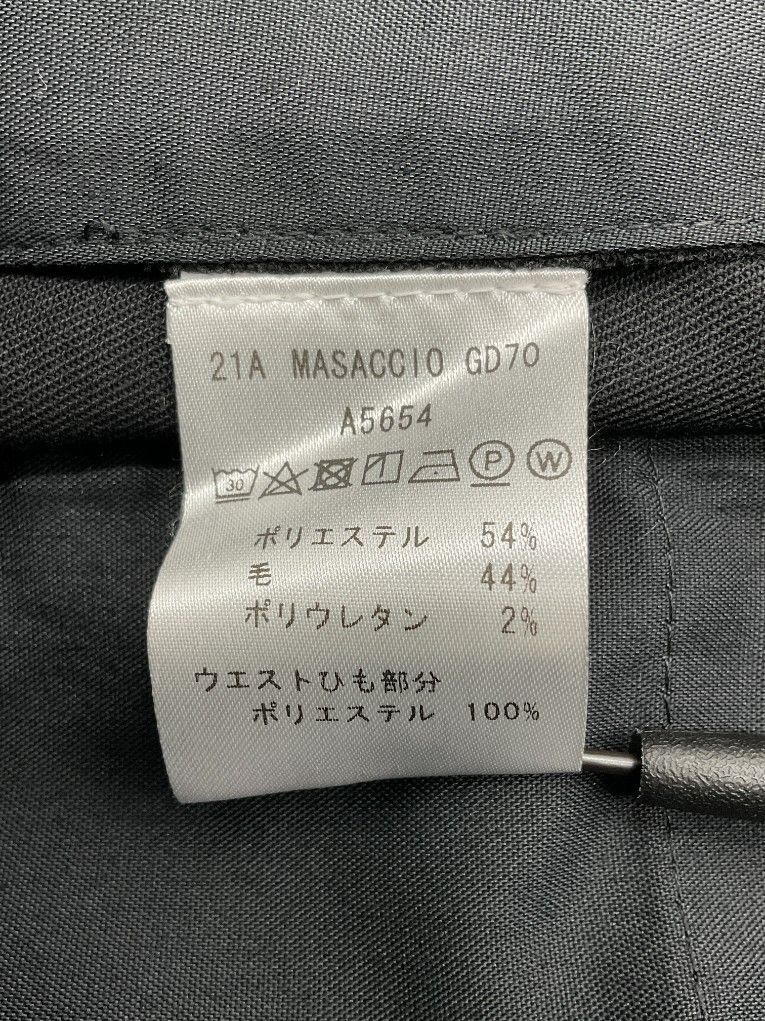 21A MASACCIO GD70
A5654
30 P W
ポリエステル 54%
毛 44%
ポリウレタン 2%
ウエストひも部分
ポリエステル 100%